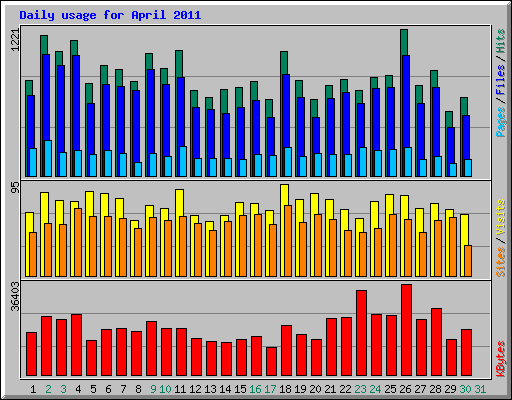 Daily usage for April 2011
1221
Pages / Files / Hits
95
Sites / Visits
36403
KBytes
1 2 3 4 5 6 7 8 9 10 11 12 13 14 15 16 17 18 19 20 21 22 23 24 25 26 27 28 29 30 31